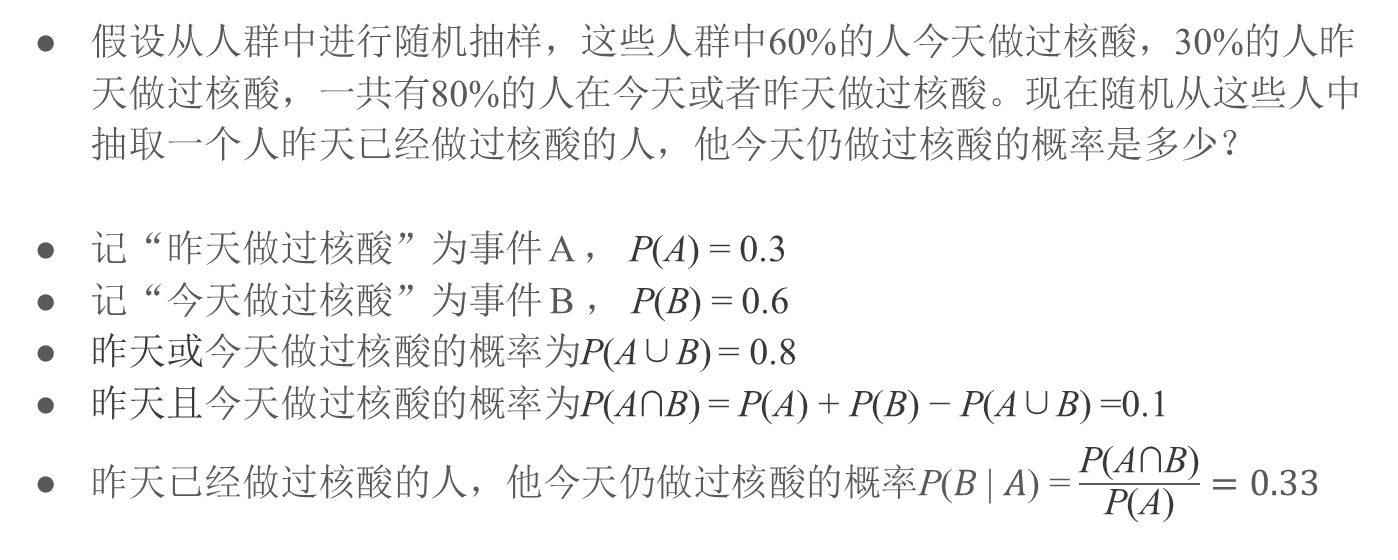 ● 假设从人群中进行随机抽样，这些人群中60%的人今天做过核酸，30%的人昨
天做过核酸，一共有80%的人在今天或者昨天做过核酸。现在随机从这些人中
抽取一个人昨天已经做过核酸的人，他今天仍做过核酸的概率是多少？
● 记“昨天做过核酸”为事件A， P(A) = 0.3
● 记“今天做过核酸”为事件B， P(B) = 0.6
● 昨天或今天做过核酸的概率为P(A∪B) = 0.8
● 昨天且今天做过核酸的概率为P(A∩B) = P(A) + P(B) − P(A∪B) =0.1
● 昨天已经做过核酸的人，他今天仍做过核酸的概率P(B | A) = P(A∩B)/P(A) = 0.33